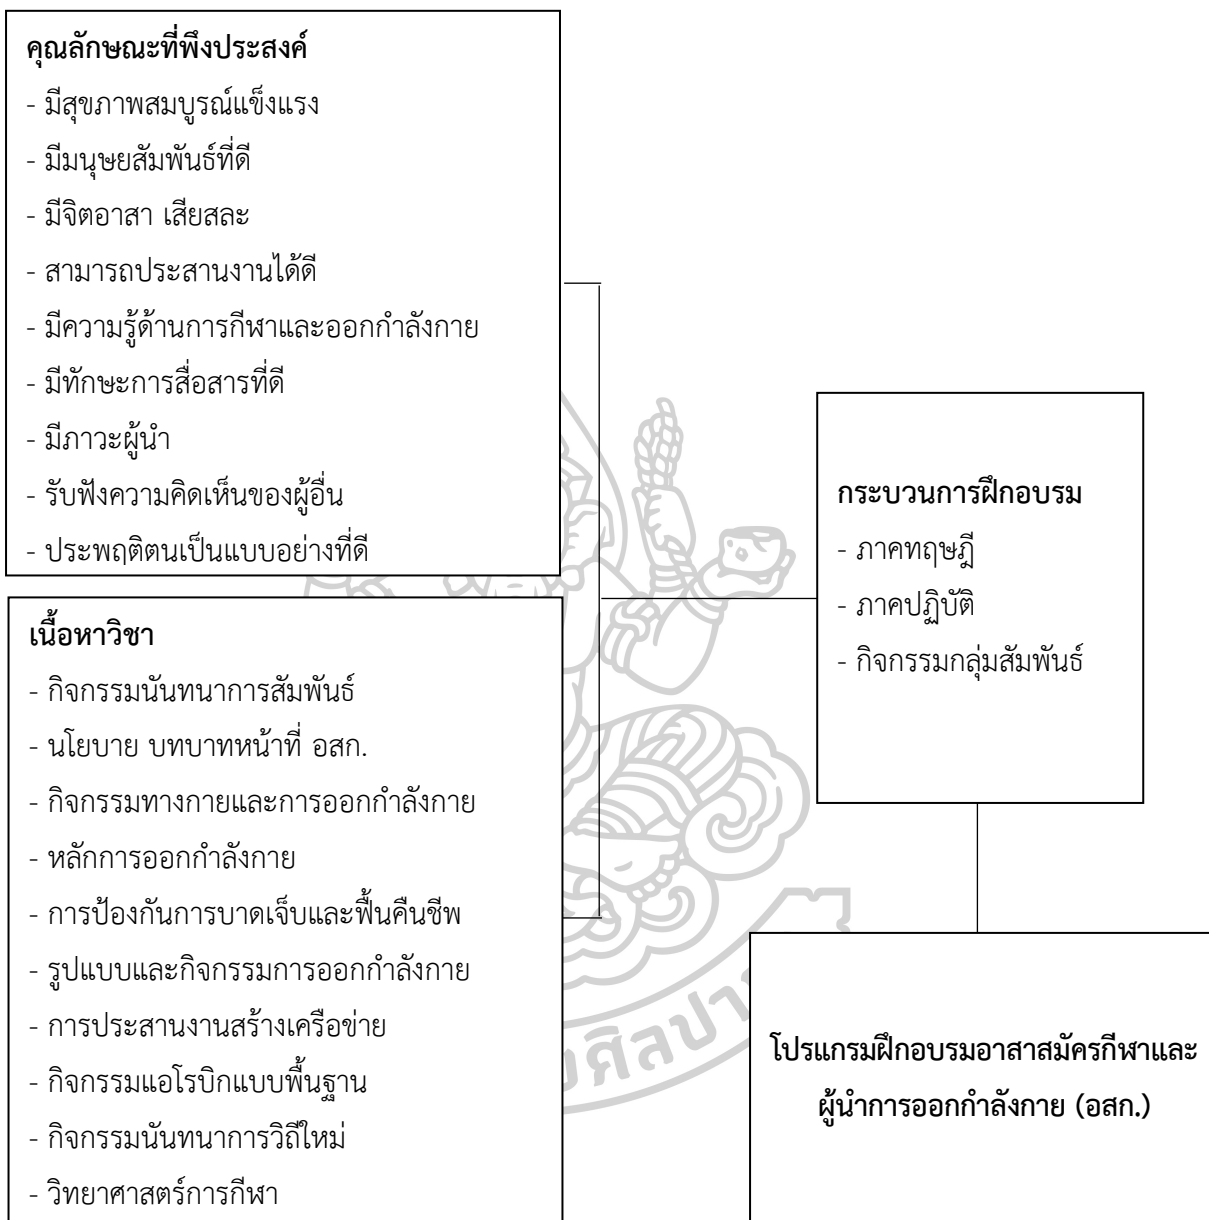 คุณลักษณะที่พึงประสงค์
- มีสุขภาพสมบูรณ์แข็งแรง
- มีมนุษยสัมพันธ์ที่ดี
- มีจิตอาสา เสียสละ
- สามารถประสานงานได้ดี
- มีความรู้ด้านการกีฬาและออกกำลังกาย
- มีทักษะการสื่อสารที่ดี
- มีภาวะผู้นำ
- รับฟังความคิดเห็นของผู้อื่น
- ประพฤติตนเป็นแบบอย่างที่ดี
เนื้อหาวิชา
- กิจกรรมนันทนาการสัมพันธ์
- นโยบาย บทบาทหน้าที่ อสก.
- กิจกรรมทางกายและการออกกำลังกาย
- หลักการออกกำลังกาย
- การป้องกันการบาดเจ็บและฟื้นคืนชีพ
- รูปแบบและกิจกรรมการออกกำลังกาย
- การประสานงานสร้างเครือข่าย
- กิจกรรมแอโรบิกแบบพื้นฐาน
- กิจกรรมนันทนาการวิถีใหม่
- วิทยาศาสตร์การกีฬา
กระบวนการฝึกอบรม
- ภาคทฤษฎี
- ภาคปฏิบัติ
- กิจกรรมกลุ่มสัมพันธ์
โปรแกรมฝึกอบรมอาสาสมัครกีฬาและ
ผู้นำการออกกำลังกาย (อสก.)